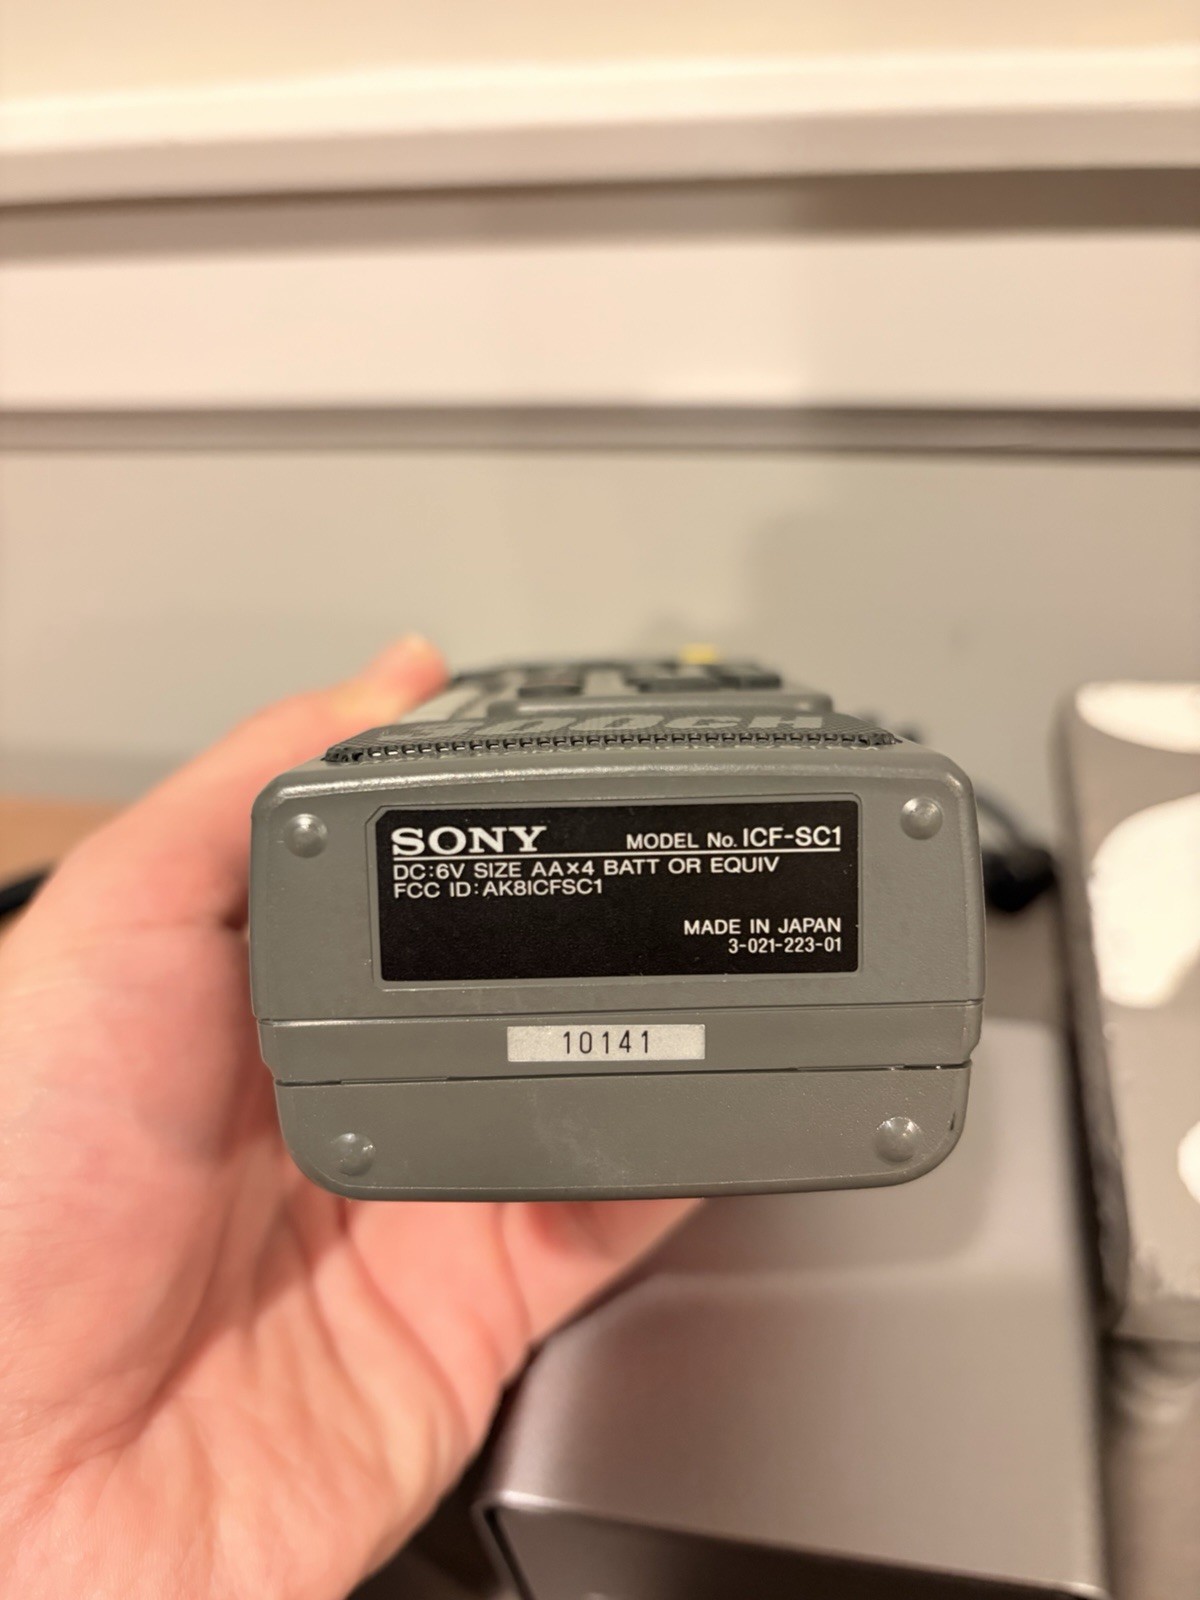 SONY MODEL No. ICF-SC1
DC:6V SIZE AA×4 BATT OR EQUIV
FCC ID:AK8ICFSC1
MADE IN JAPAN
3-021-223-01
10141